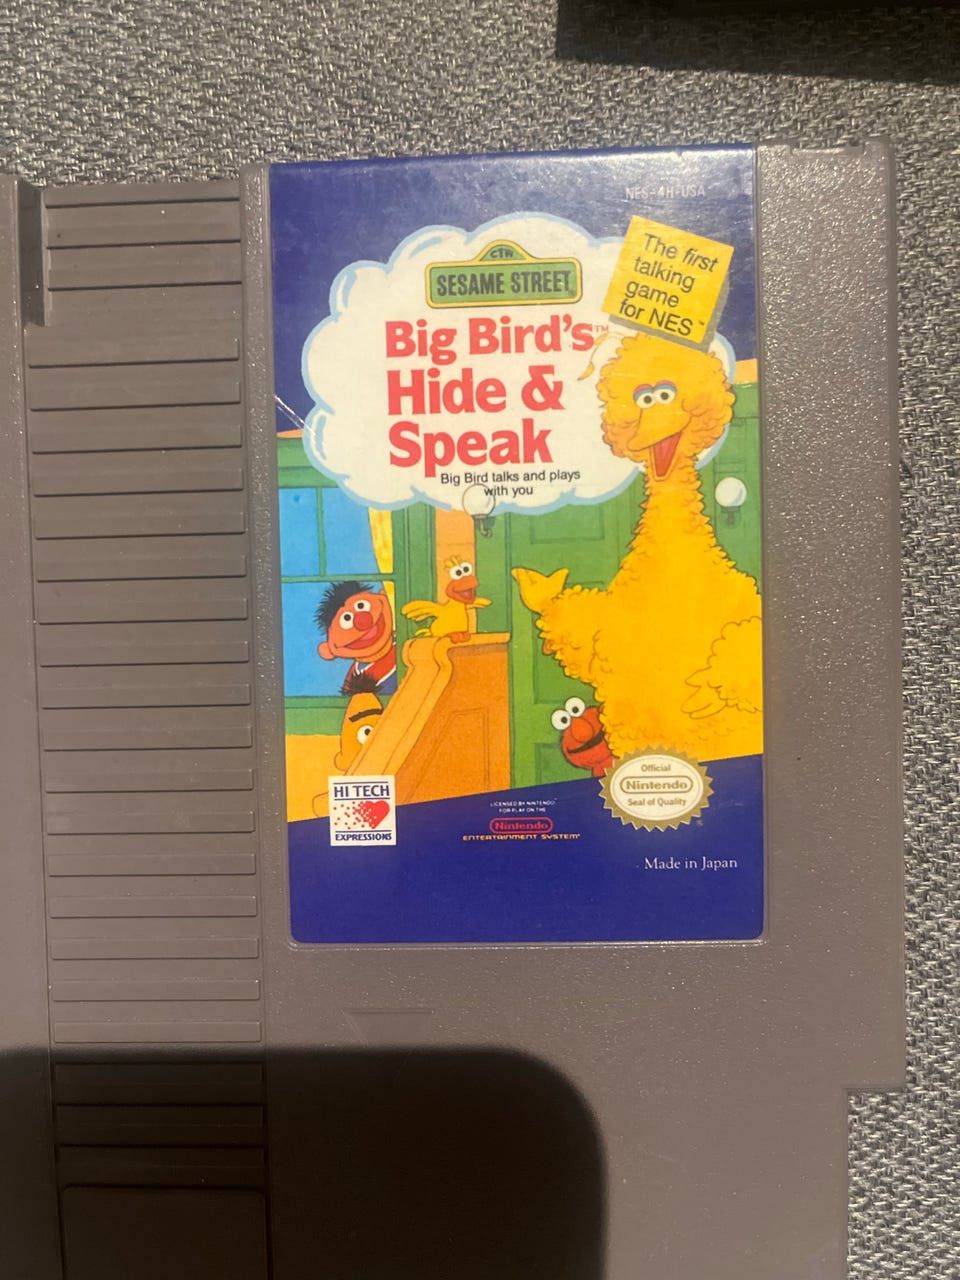 NES-4H-USA
CTW
SESAME STREET
The first
talking
game
for NES™
Big Bird's™
Hide &
Speak
Big Bird talks and plays
with you
HI TECH
EXPRESSIONS
LICENSED BY NINTENDO
FOR PLAY ON THE
Nintendo
ENTERTAINMENT SYSTEM®
Official
Nintendo
Seal of Quality
®
Made in Japan